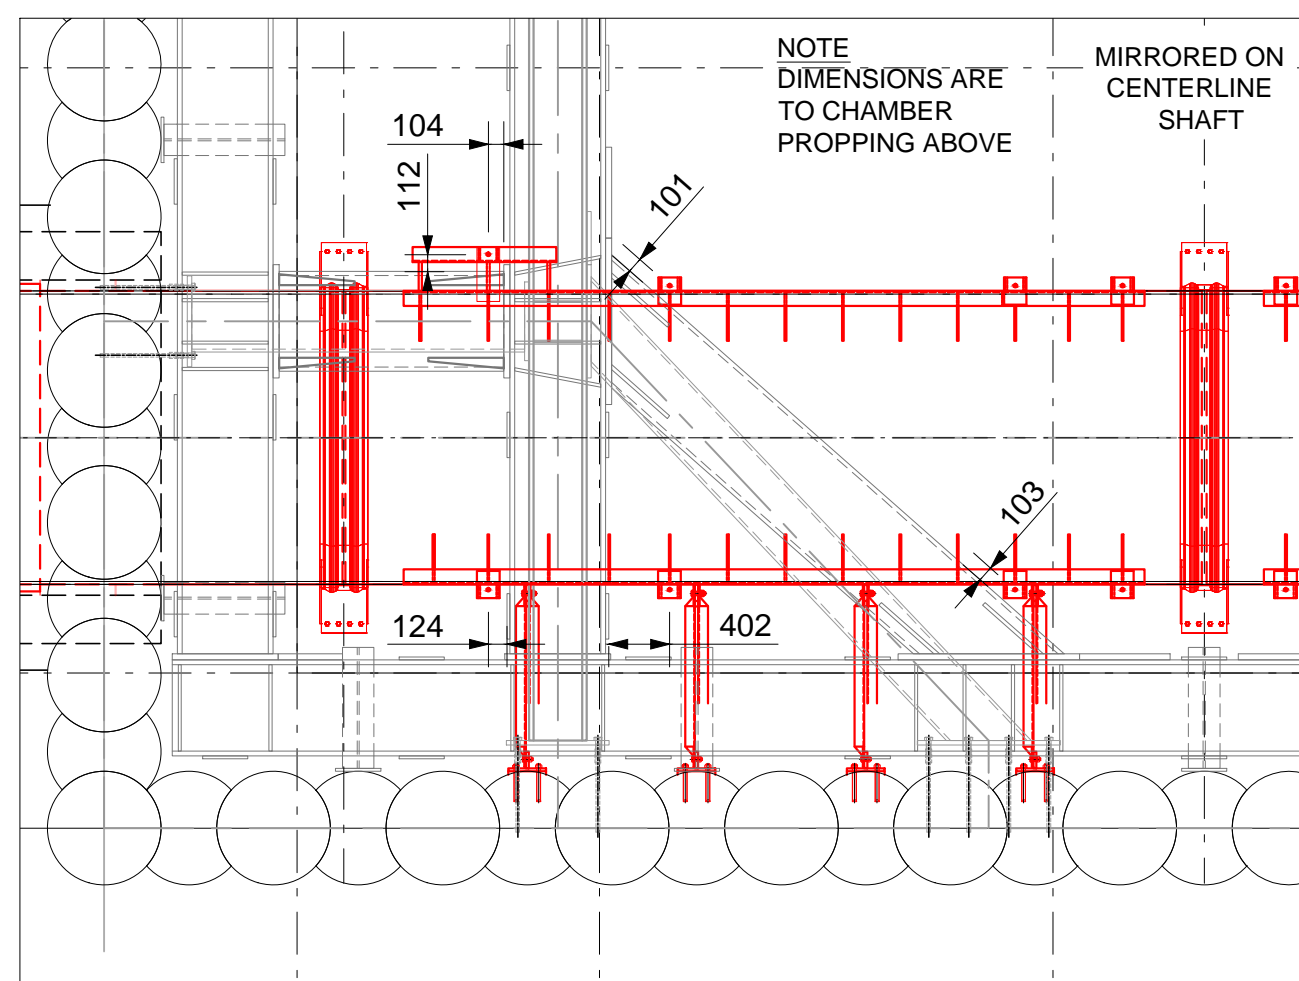 NOTE
DIMENSIONS ARE
TO CHAMBER
PROPPING ABOVE
MIRRORED ON
CENTERLINE
SHAFT
104
112
101
103
124
402